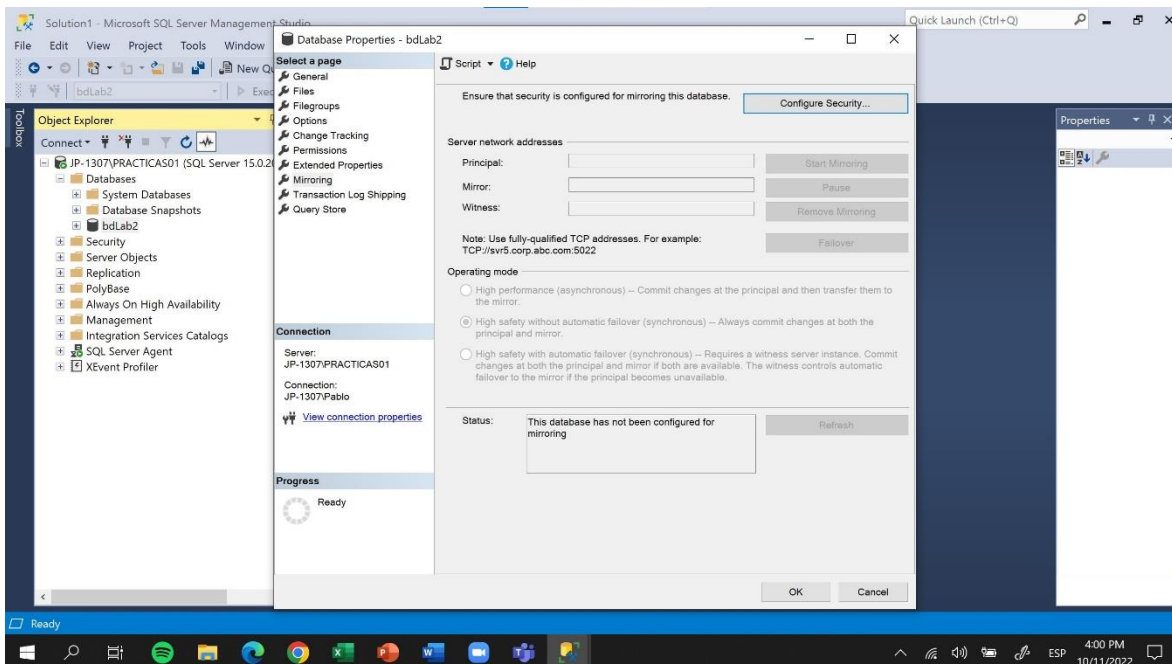 Solution1 - Microsoft SQL Server Management Studio
Quick Launch (Ctrl+Q)
File Edit View Project Tools Window
New Qu
bdLab2
Exec
Toolbox
Object Explorer
Connect
JP-1307\PRACTICAS01 (SQL Server 15.0.20
Databases
System Databases
Database Snapshots
bdLab2
Security
Server Objects
Replication
PolyBase
Always On High Availability
Management
Integration Services Catalogs
SQL Server Agent
XEvent Profiler
Database Properties - bdLab2
Select a page
General
Files
Filegroups
Options
Change Tracking
Permissions
Extended Properties
Mirroring
Transaction Log Shipping
Query Store
Connection
Server:
JP-1307\PRACTICAS01
Connection:
JP-1307\Pablo
View connection properties
Progress
Ready
Script Help
Ensure that security is configured for mirroring this database.
Configure Security...
Server network addresses
Principal:
Start Mirroring
Mirror:
Pause
Witness:
Remove Mirroring
Note: Use fully-qualified TCP addresses. For example:
TCP://svr5.corp.abc.com:5022
Failover
Operating mode
High performance (asynchronous) – Commit changes at the principal and then transfer them to
the mirror.
High safety without automatic failover (synchronous) – Always commit changes at both the
principal and mirror.
High safety with automatic failover (synchronous) – Requires a witness server instance. Commit
changes at both the principal and mirror if both are available. The witness controls automatic
failover to the mirror if the principal becomes unavailable.
Status:
This database has not been configured for
mirroring
Refresh
OK Cancel
Properties
Ready
ESP
4:00 PM
10/11/2022